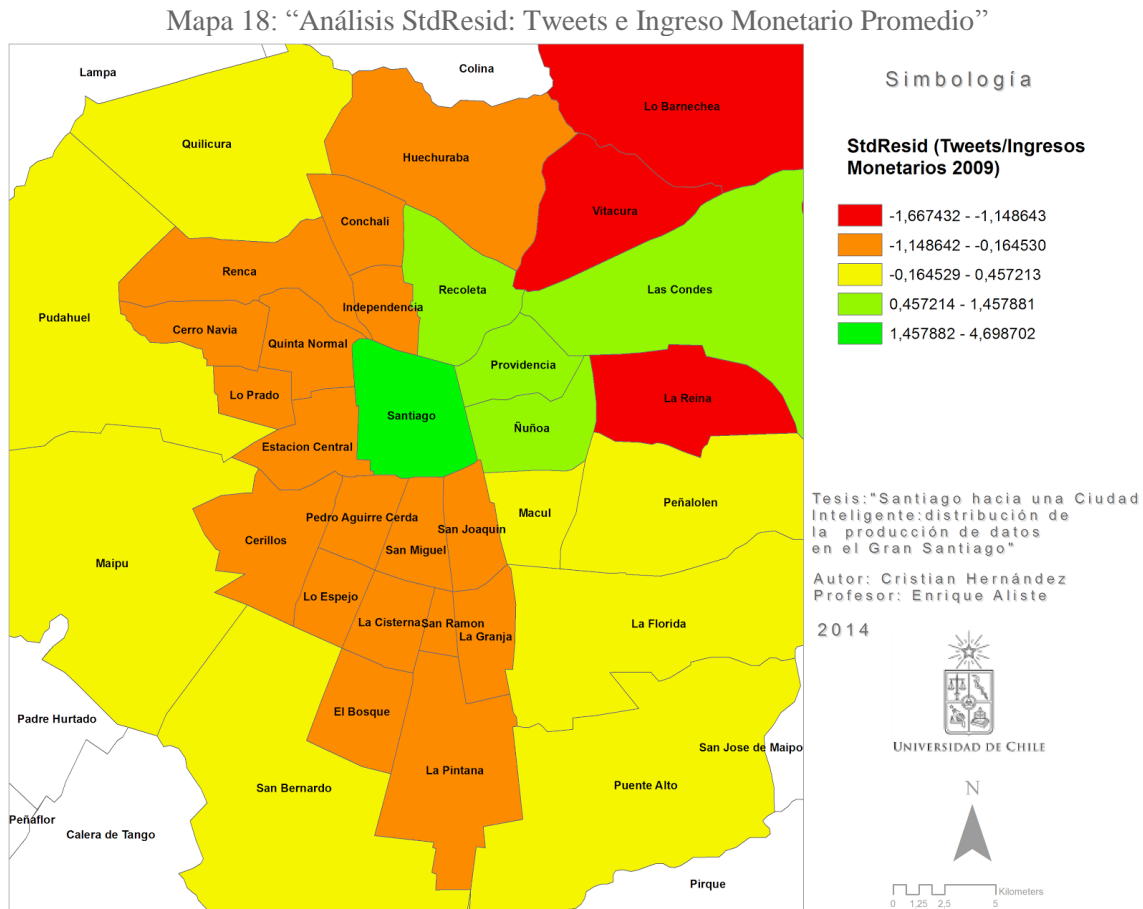 Mapa 18: “Análisis StdResid: Tweets e Ingreso Monetario Promedio”
Lampa
Colina
Lo Barnechea
Quilicura
Huechuraba
Vitacura
Conchali
Renca
Recoleta
Las Condes
Independencia
Pudahuel
Cerro Navia
Quinta Normal
Providencia
Lo Prado
La Reina
Santiago
Ñuñoa
Estacion Central
Peñalolen
Macul
Pedro Aguirre Cerda
San Joaquin
Cerillos
San Miguel
Maipu
Lo Espejo
La Cisterna
San Ramon
La Granja
La Florida
Padre Hurtado
El Bosque
San Jose de Maipo
La Pintana
San Bernardo
Puente Alto
Peñaflor
Calera de Tango
Pirque
Simbología
StdResid (Tweets/Ingresos
Monetarios 2009)
-1,667432 - -1,148643
-1,148642 - -0,164530
-0,164529 - 0,457213
0,457214 - 1,457881
1,457882 - 4,698702
Tesis:"Santiago hacia una Ciudad
Inteligente:distribución de
la producción de datos
en el Gran Santiago"
Autor: Cristian Hernández
Profesor: Enrique Aliste
2014
UNIVERSIDAD DE CHILE
N
Kilometers
0 1,25 2,5 5